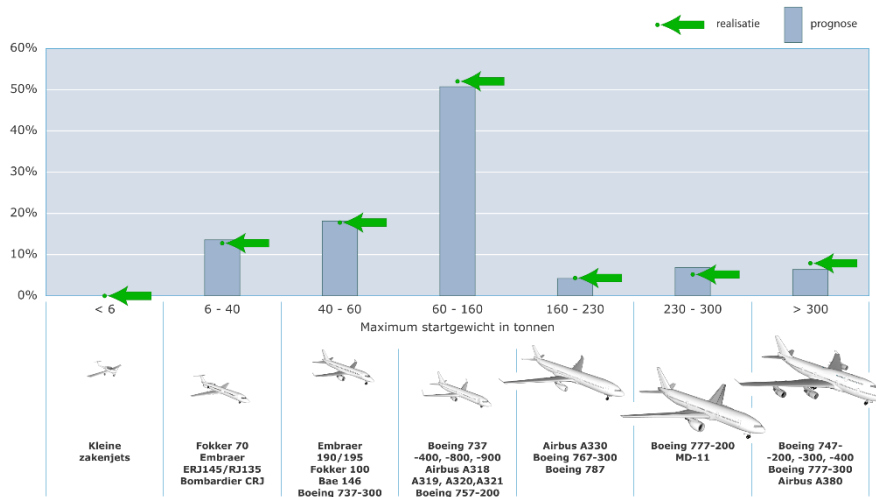 realisatie
prognose
60%
50%
40%
30%
20%
10%
0%
< 6
6 - 40
40 - 60
60 - 160
160 - 230
230 - 300
> 300
Maximum startgewicht in tonnen
Kleine
zakenjets
Fokker 70
Embraer
ERJ145/RJ135
Bombardier CRJ
Embraer
190/195
Fokker 100
Bae 146
Boeing 737-300
Boeing 737
-400, -800, -900
Airbus A318
A319, A320,A321
Boeing 757-200
Airbus A330
Boeing 767-300
Boeing 787
Boeing 777-200
MD-11
Boeing 747-
-200, -300, -400
Boeing 777-300
Airbus A380